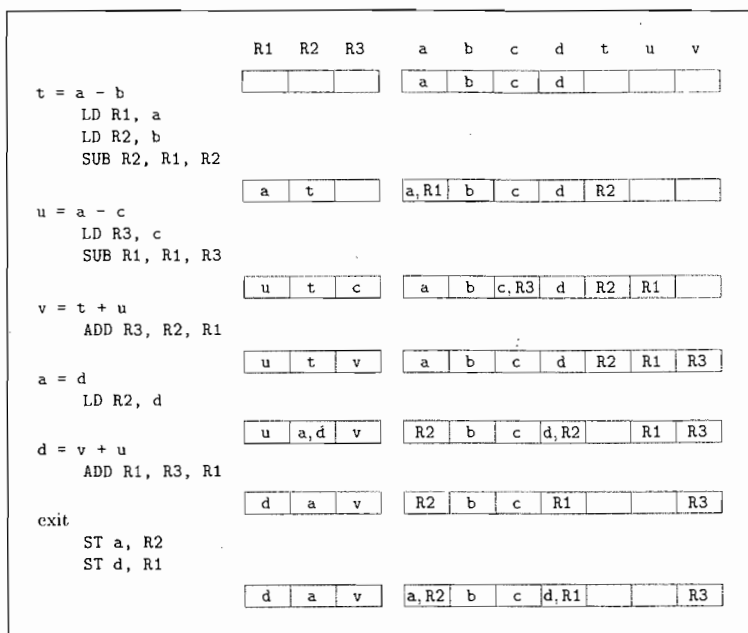 R1 R2 R3 a b c d t u v
a b c d
t = a - b
LD R1, a
LD R2, b
SUB R2, R1, R2
a t a,R1 b c d R2
u = a - c
LD R3, c
SUB R1, R1, R3
u t c a b c,R3 d R2 R1
v = t + u
ADD R3, R2, R1
u t v a b c d R2 R1 R3
a = d
LD R2, d
u a,d v R2 b c d,R2 R1 R3
d = v + u
ADD R1, R3, R1
d a v R2 b c R1 R3
exit
ST a, R2
ST d, R1
d a v a,R2 b c d,R1 R3